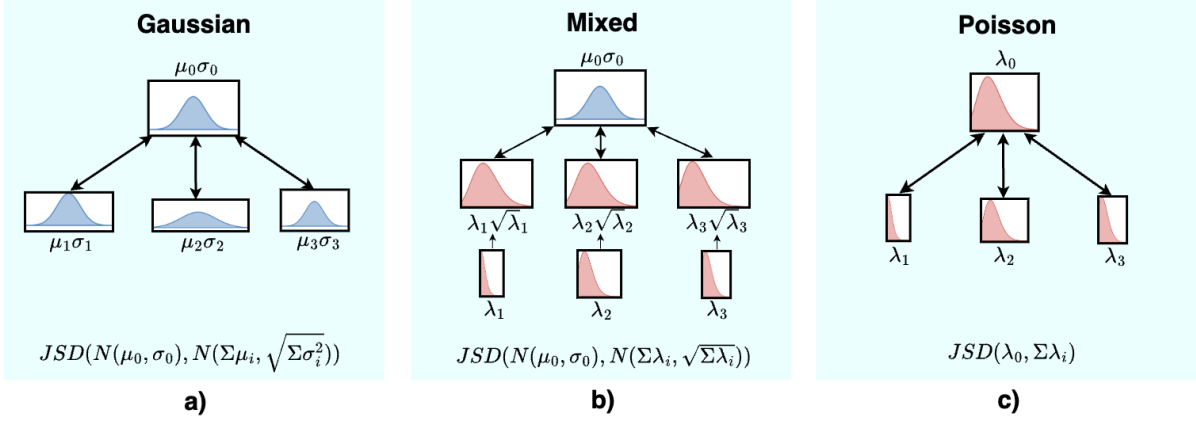 Gaussian
μ₀σ₀
μ₁σ₁ μ₂σ₂ μ₃σ₃
JSD(N(μ₀, σ₀), N(Σμᵢ, √Σσᵢ²))
a)
Mixed
μ₀σ₀
λ₁√λ₁ λ₂√λ₂ λ₃√λ₃
λ₁ λ₂ λ₃
JSD(N(μ₀, σ₀), N(Σλᵢ, √Σλᵢ))
b)
Poisson
λ₀
λ₁ λ₂ λ₃
JSD(λ₀, Σλᵢ)
c)